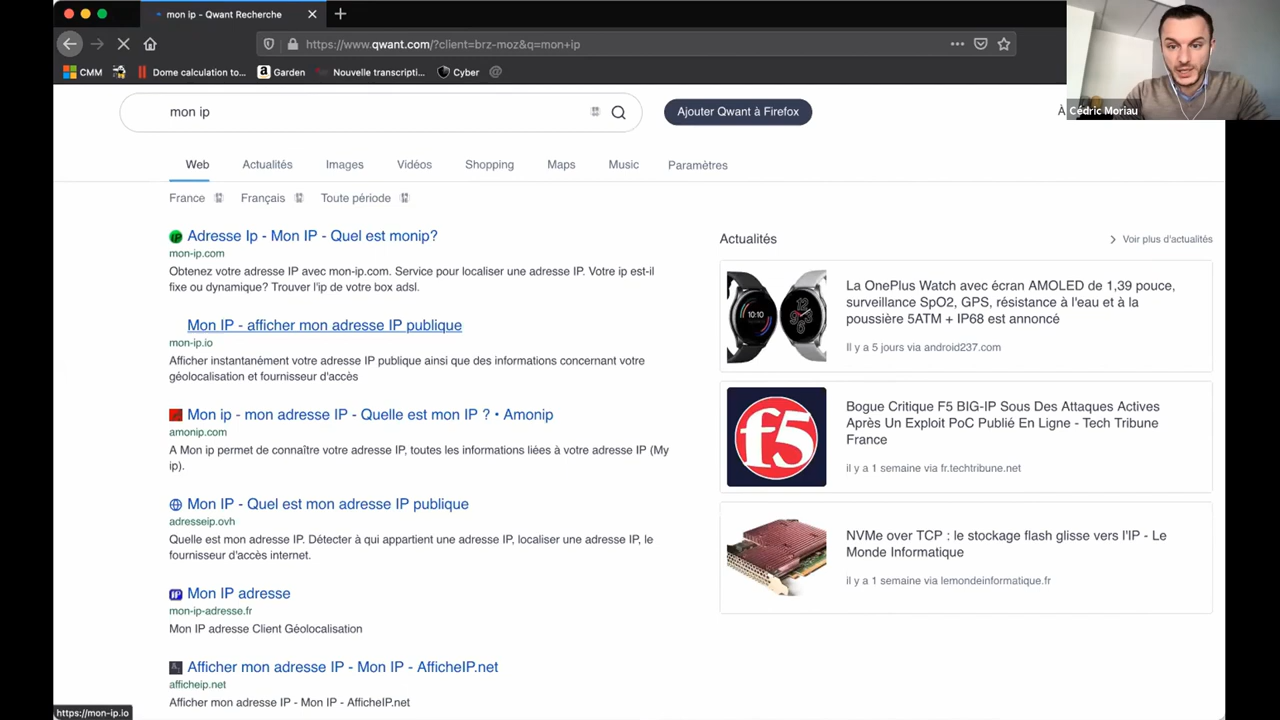 mon ip - Qwant Recherche
https://www.qwant.com/?client=brz-moz&q=mon+ip
CMM
Dome calculation to...
a Garden
Nouvelle transcripti...
Cyber
À
Cédric Moriau
mon ip
Ajouter Qwant à Firefox
Web
Actualités
Images
Vidéos
Shopping
Maps
Music
Paramètres
France
Français
Toute période
IP
Adresse Ip - Mon IP - Quel est monip?
mon-ip.com
Obtenez votre adresse IP avec mon-ip.com. Service pour localiser une adresse IP. Votre ip est-il
fixe ou dynamique? Trouver l'ip de votre box adsl.
Mon IP - afficher mon adresse IP publique
mon-ip.io
Afficher instantanément votre adresse IP publique ainsi que des informations concernant votre
géolocalisation et fournisseur d'accès
Mon ip - mon adresse IP - Quelle est mon IP ? • Amonip
amonip.com
A Mon ip permet de connaître votre adresse IP, toutes les informations liées à votre adresse IP (My
ip).
Mon IP - Quel est mon adresse IP publique
adresseip.ovh
Quelle est mon adresse IP. Détecter à qui appartient une adresse IP, localiser une adresse IP, le
fournisseur d'accès internet.
IP
Mon IP adresse
mon-ip-adresse.fr
Mon IP adresse Client Géolocalisation
Afficher mon adresse IP - Mon IP - AfficheIP.net
afficheip.net
Afficher mon adresse IP - Mon IP - AfficheIP.net
https://mon-ip.io
Actualités
Voir plus d'actualités
10:10
12
La OnePlus Watch avec écran AMOLED de 1,39 pouce,
surveillance SpO2, GPS, résistance à l'eau et à la
poussière 5ATM + IP68 est annoncé
Il y a 5 jours via android237.com
f5
Bogue Critique F5 BIG-IP Sous Des Attaques Actives
Après Un Exploit PoC Publié En Ligne - Tech Tribune
France
il y a 1 semaine via fr.techtribune.net
NVMe over TCP : le stockage flash glisse vers l'IP - Le
Monde Informatique
il y a 1 semaine via lemondeinformatique.fr